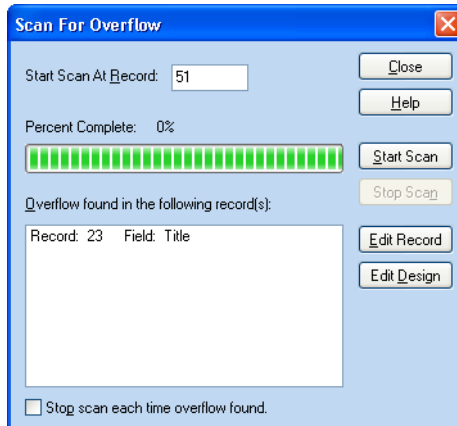 Scan For Overflow
Start Scan At Record: 51
Close
Help
Percent Complete: 0%
Start Scan
Stop Scan
Overflow found in the following record(s):
Record: 23 Field: Title
Edit Record
Edit Design
Stop scan each time overflow found.